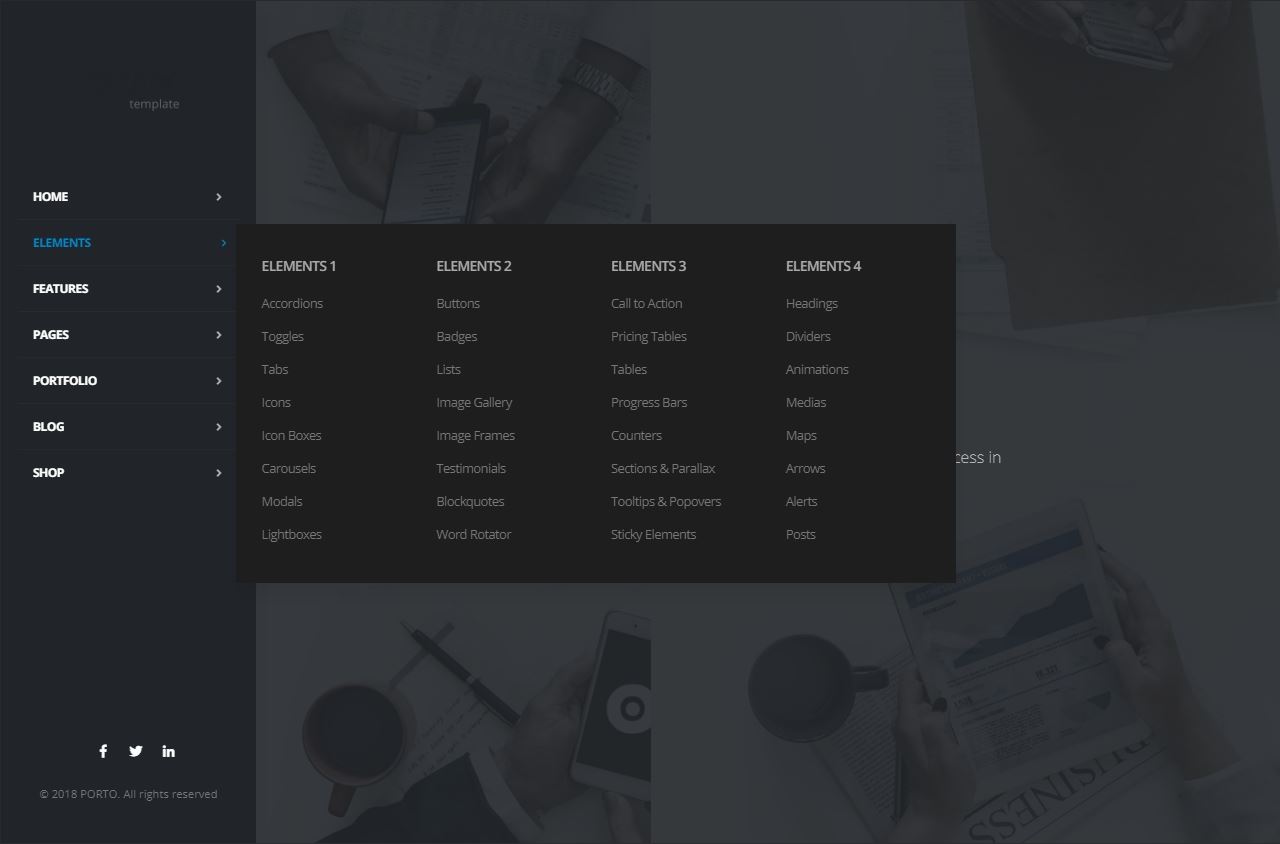 template
HOME
ELEMENTS
FEATURES
PAGES
PORTFOLIO
BLOG
SHOP
ELEMENTS 1
Accordions
Toggles
Tabs
Icons
Icon Boxes
Carousels
Modals
Lightboxes
ELEMENTS 2
Buttons
Badges
Lists
Image Gallery
Image Frames
Testimonials
Blockquotes
Word Rotator
ELEMENTS 3
Call to Action
Pricing Tables
Tables
Progress Bars
Counters
Sections & Parallax
Tooltips & Popovers
Sticky Elements
ELEMENTS 4
Headings
Dividers
Animations
Medias
Maps
Arrows
Alerts
Posts
cess in
BUSINESS
© 2018 PORTO. All rights reserved